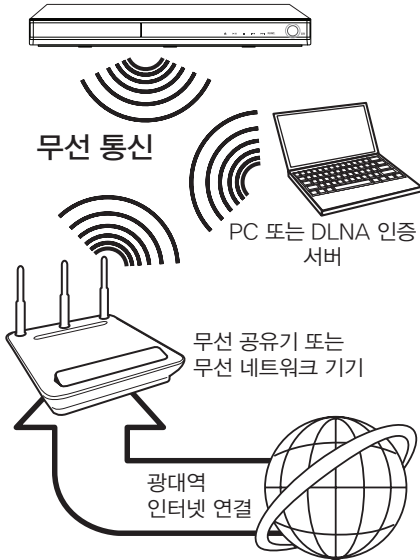 무선 통신
PC 또는 DLNA 인증
서버
무선 공유기 또는
무선 네트워크 기기
광대역
인터넷 연결